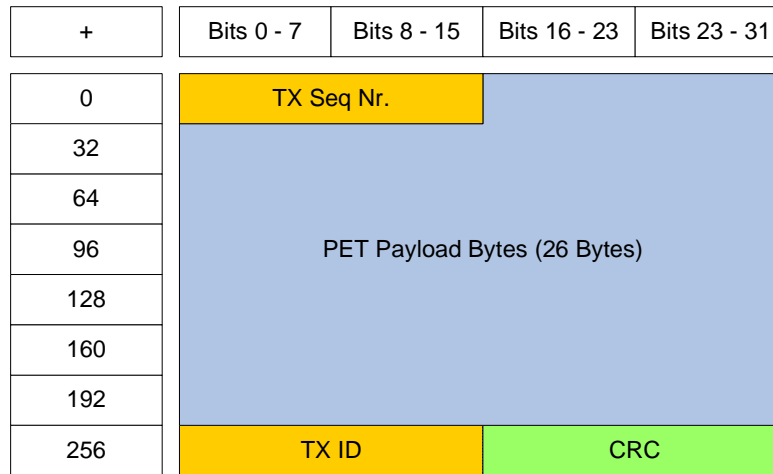 + Bits 0 - 7 Bits 8 - 15 Bits 16 - 23 Bits 23 - 31
0 TX Seq Nr.
32
64
96 PET Payload Bytes (26 Bytes)
128
160
192
256 TX ID CRC